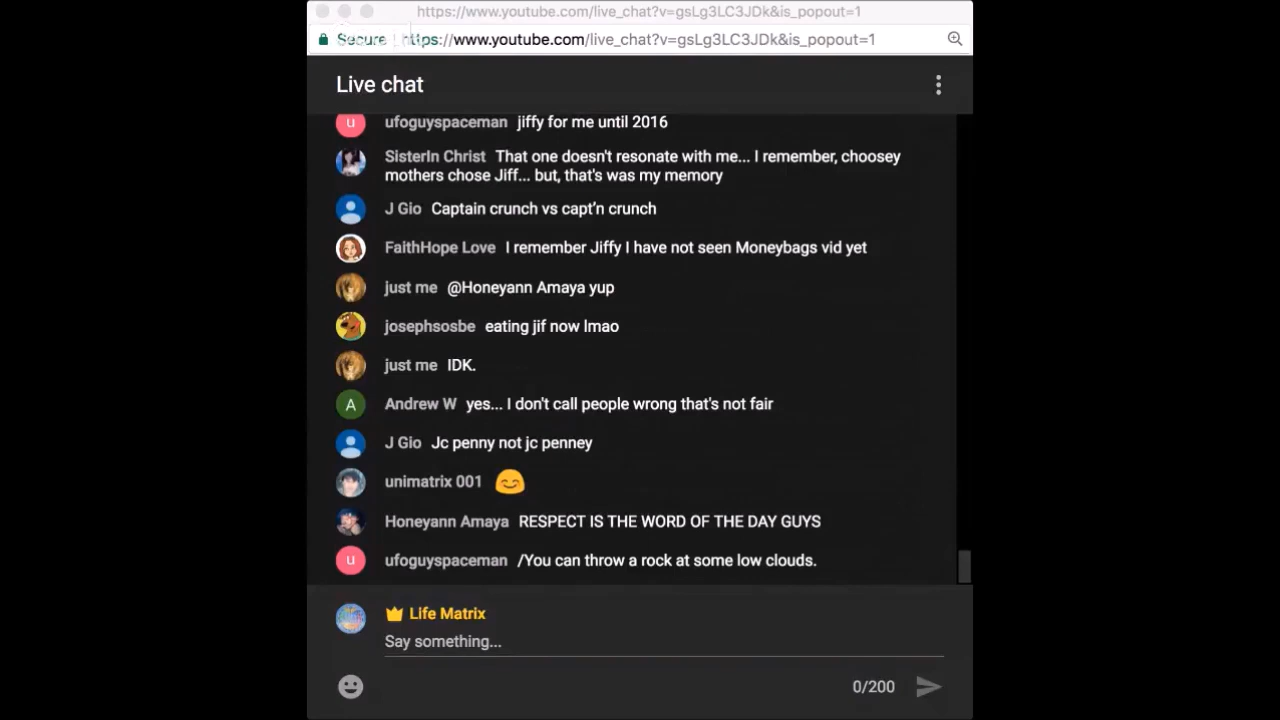 https://www.youtube.com/live_chat?v=gsLg3LC3JDk&is_popout=1
Secure https://www.youtube.com/live_chat?v=gsLg3LC3JDk&is_popout=1
Live chat
u ufoguyspaceman jiffy for me until 2016
SisterIn Christ That one doesn't resonate with me... I remember, choosey
mothers chose Jiff... but, that's was my memory
J Gio Captain crunch vs capt’n crunch
FaithHope Love I remember Jiffy I have not seen Moneybags vid yet
just me @Honeyann Amaya yup
josephsosbe eating jif now lmao
just me IDK.
A Andrew W yes... I don't call people wrong that's not fair
J Gio Jc penny not jc penney
unimatrix 001 😊
Honeyann Amaya RESPECT IS THE WORD OF THE DAY GUYS
u ufoguyspaceman /You can throw a rock at some low clouds.
Life Matrix
Say something...
0/200